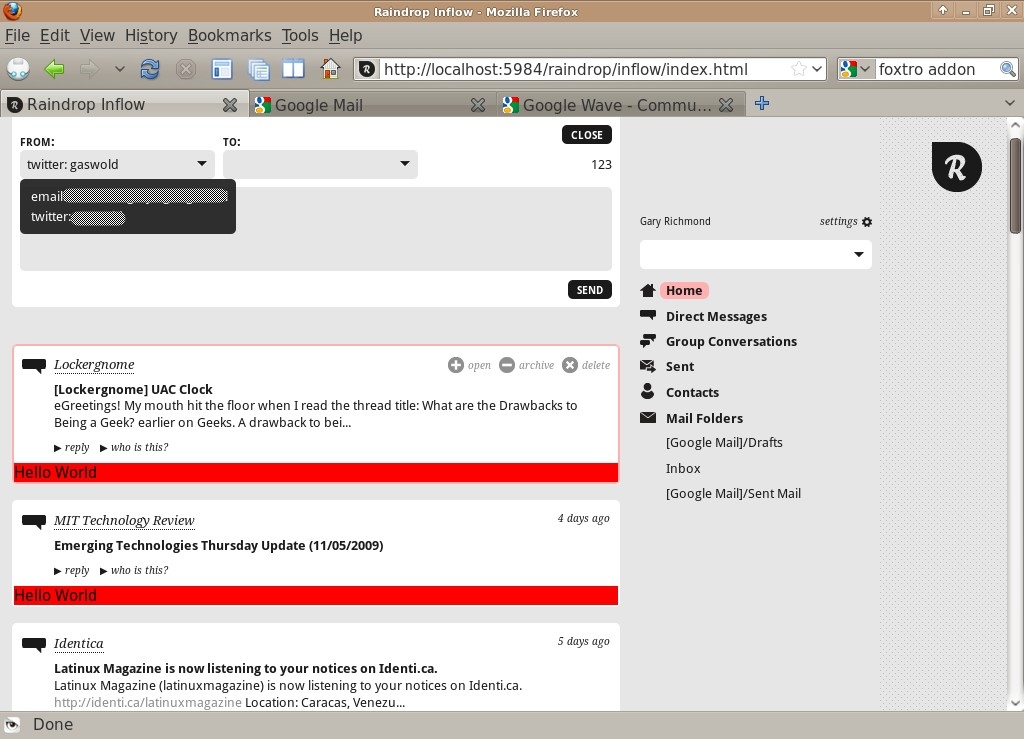 Raindrop Inflow - Mozilla Firefox
File Edit View History Bookmarks Tools Help
R http://localhost:5984/raindrop/inflow/index.html foxtro addon
R Raindrop Inflow Google Mail Google Wave - Commu...
CLOSE
FROM: TO:
twitter: gaswold 123
email
twitter:
SEND
Lockergnome open archive delete
[Lockergnome] UAC Clock
eGreetings! My mouth hit the floor when I read the thread title: What are the Drawbacks to
Being a Geek? earlier on Geeks. A drawback to bei...
reply who is this?
Hello World
MIT Technology Review 4 days ago
Emerging Technologies Thursday Update (11/05/2009)
reply who is this?
Hello World
Identica 5 days ago
Latinux Magazine is now listening to your notices on Identi.ca.
Latinux Magazine (latinuxmagazine) is now listening to your notices on Identi.ca.
http://identi.ca/latinuxmagazine Location: Caracas, Venezu...
R
Gary Richmond settings
Home
Direct Messages
Group Conversations
Sent
Contacts
Mail Folders
[Google Mail]/Drafts
Inbox
[Google Mail]/Sent Mail
Done